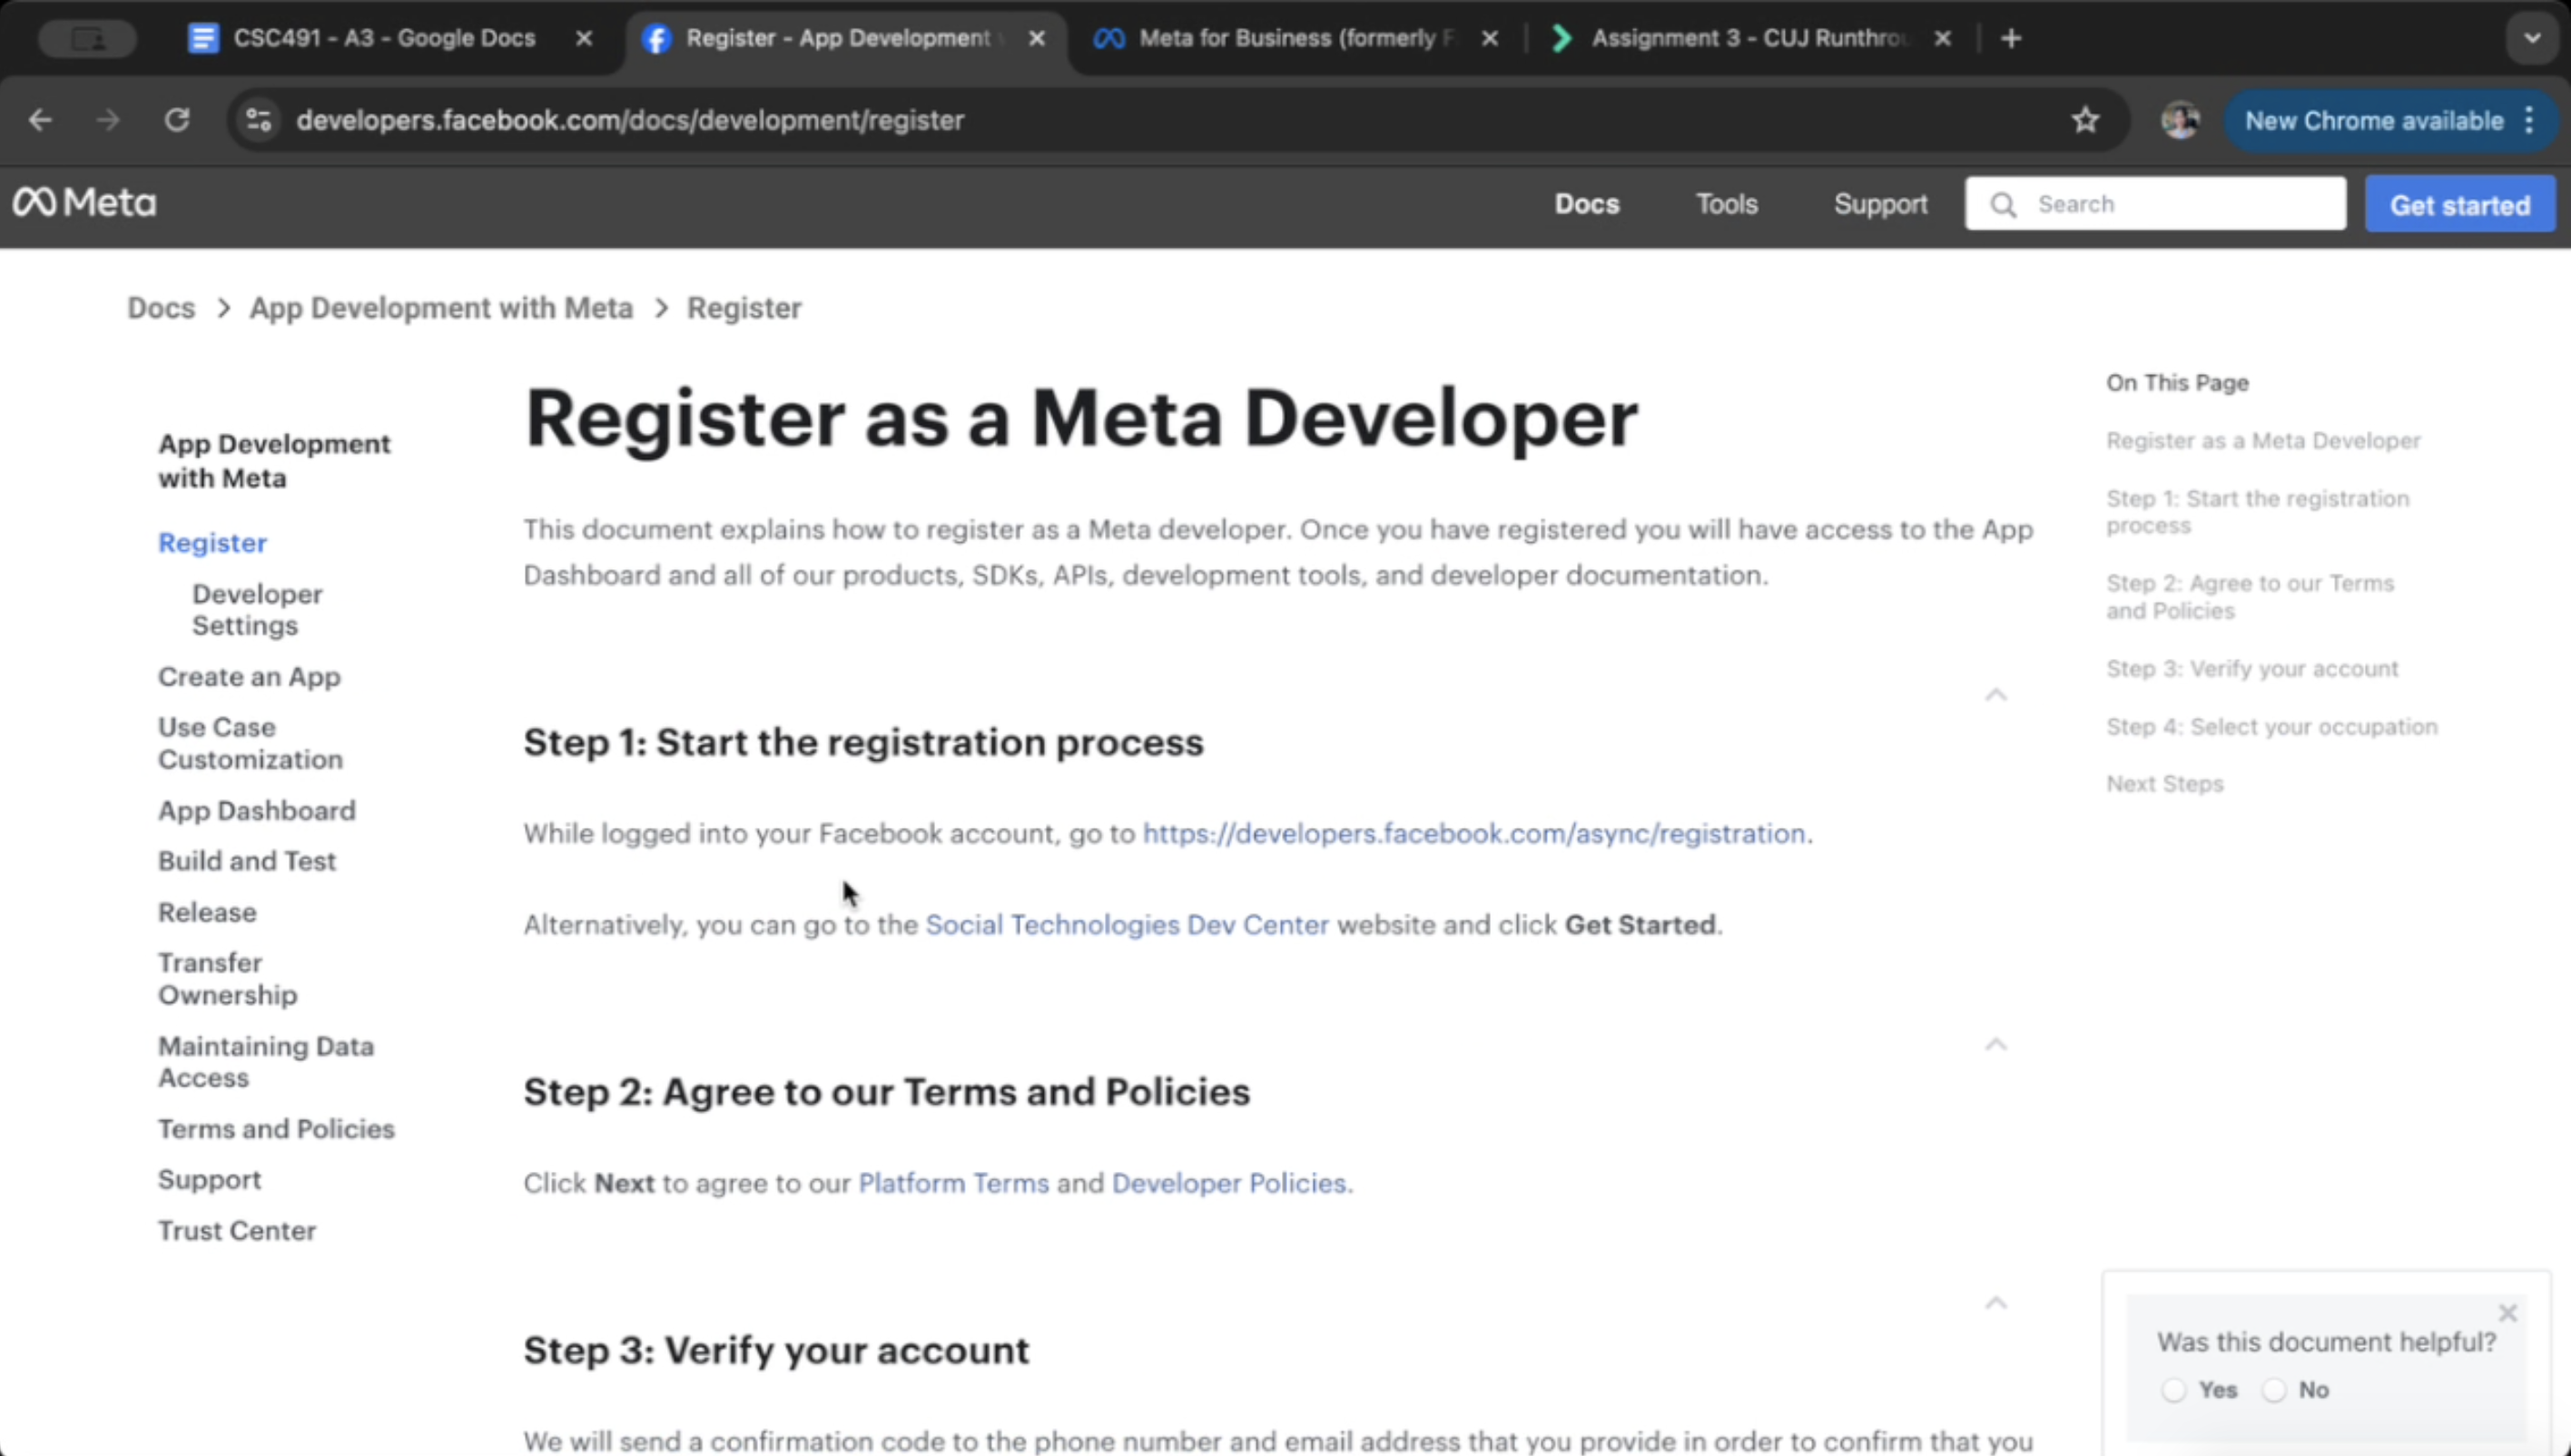 CSC491 - A3 - Google Docs
Register - App Development
Meta for Business (formerly F
Assignment 3 - CUJ Runthrou
developers.facebook.com/docs/development/register
New Chrome available
Meta
Docs
Tools
Support
Search
Get started
Docs > App Development with Meta > Register
App Development
with Meta
Register
Developer
Settings
Create an App
Use Case
Customization
App Dashboard
Build and Test
Release
Transfer
Ownership
Maintaining Data
Access
Terms and Policies
Support
Trust Center
Register as a Meta Developer
This document explains how to register as a Meta developer. Once you have registered you will have access to the App
Dashboard and all of our products, SDKs, APIs, development tools, and developer documentation.
Step 1: Start the registration process
While logged into your Facebook account, go to https://developers.facebook.com/async/registration.
Alternatively, you can go to the Social Technologies Dev Center website and click Get Started.
Step 2: Agree to our Terms and Policies
Click Next to agree to our Platform Terms and Developer Policies.
Step 3: Verify your account
We will send a confirmation code to the phone number and email address that you provide in order to confirm that you
On This Page
Register as a Meta Developer
Step 1: Start the registration
process
Step 2: Agree to our Terms
and Policies
Step 3: Verify your account
Step 4: Select your occupation
Next Steps
Was this document helpful?
Yes
No